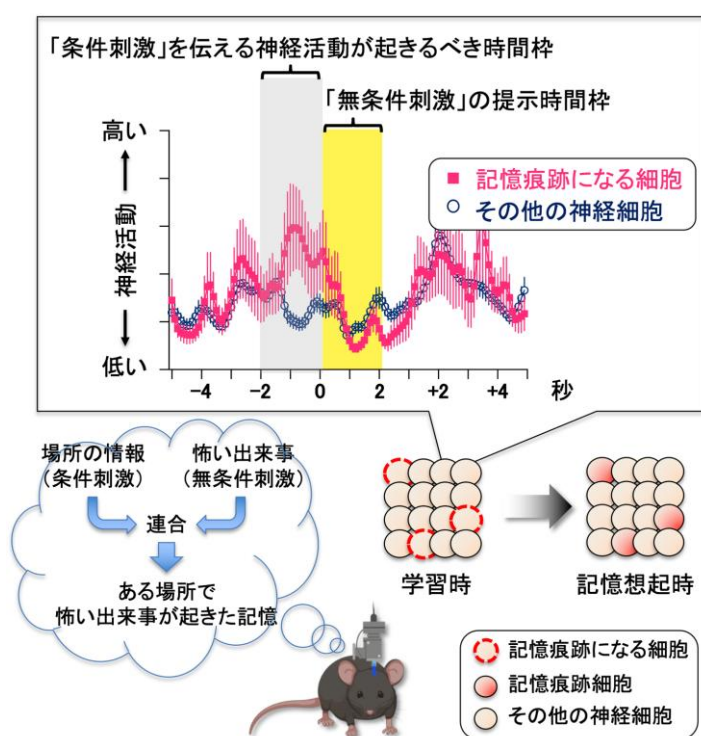 「条件刺激」を伝える神経活動が起きるべき時間枠
「無条件刺激」の提示時間枠
高い
神経活動
低い
記憶痕跡になる細胞
その他の神経細胞
-4 -2 0 2 +2 +4 秒
場所の情報
(条件刺激)
怖い出来事
(無条件刺激)
連合
ある場所で
怖い出来事が起きた記憶
学習時
記憶想起時
記憶痕跡になる細胞
記憶痕跡細胞
その他の神経細胞